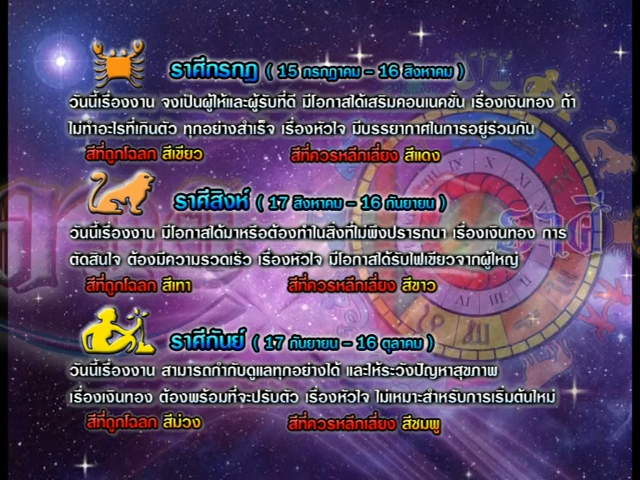 ราศีกรกฎ ( 15 กรกฎาคม - 16 สิงหาคม )
วันนี้เรื่องงาน จงเป็นผู้ให้และผู้รับที่ดี มีโอกาสได้เสริมคอนเนคชั่น เรื่องเงินทอง ถ้า
ไม่ทำอะไรที่เกินตัว ทุกอย่างสำเร็จ เรื่องหัวใจ มีบรรยากาศในการอยู่ร่วมกัน
สีที่ถูกโฉลก สีเขียว สีที่ควรหลีกเลี่ยง สีแดง
ราศีสิงห์ ( 17 สิงหาคม - 16 กันยายน )
วันนี้เรื่องงาน มีโอกาสได้มาหรือต้องทำในสิ่งที่ไม่พึงปรารถนา เรื่องเงินทอง การ
ตัดสินใจ ต้องมีความรวดเร็ว เรื่องหัวใจ มีโอกาสได้รับไฟเขียวจากผู้ใหญ่
สีที่ถูกโฉลก สีเทา สีที่ควรหลีกเลี่ยง สีขาว
ราศีกันย์ ( 17 กันยายน - 16 ตุลาคม )
วันนี้เรื่องงาน สามารถกำกับดูแลทุกอย่างได้ และให้ระวังปัญหาสุขภาพ
เรื่องเงินทอง ต้องพร้อมที่จะปรับตัว เรื่องหัวใจ ไม่เหมาะสำหรับการเริ่มต้นใหม่
สีที่ถูกโฉลก สีม่วง สีที่ควรหลีกเลี่ยง สีชมพู